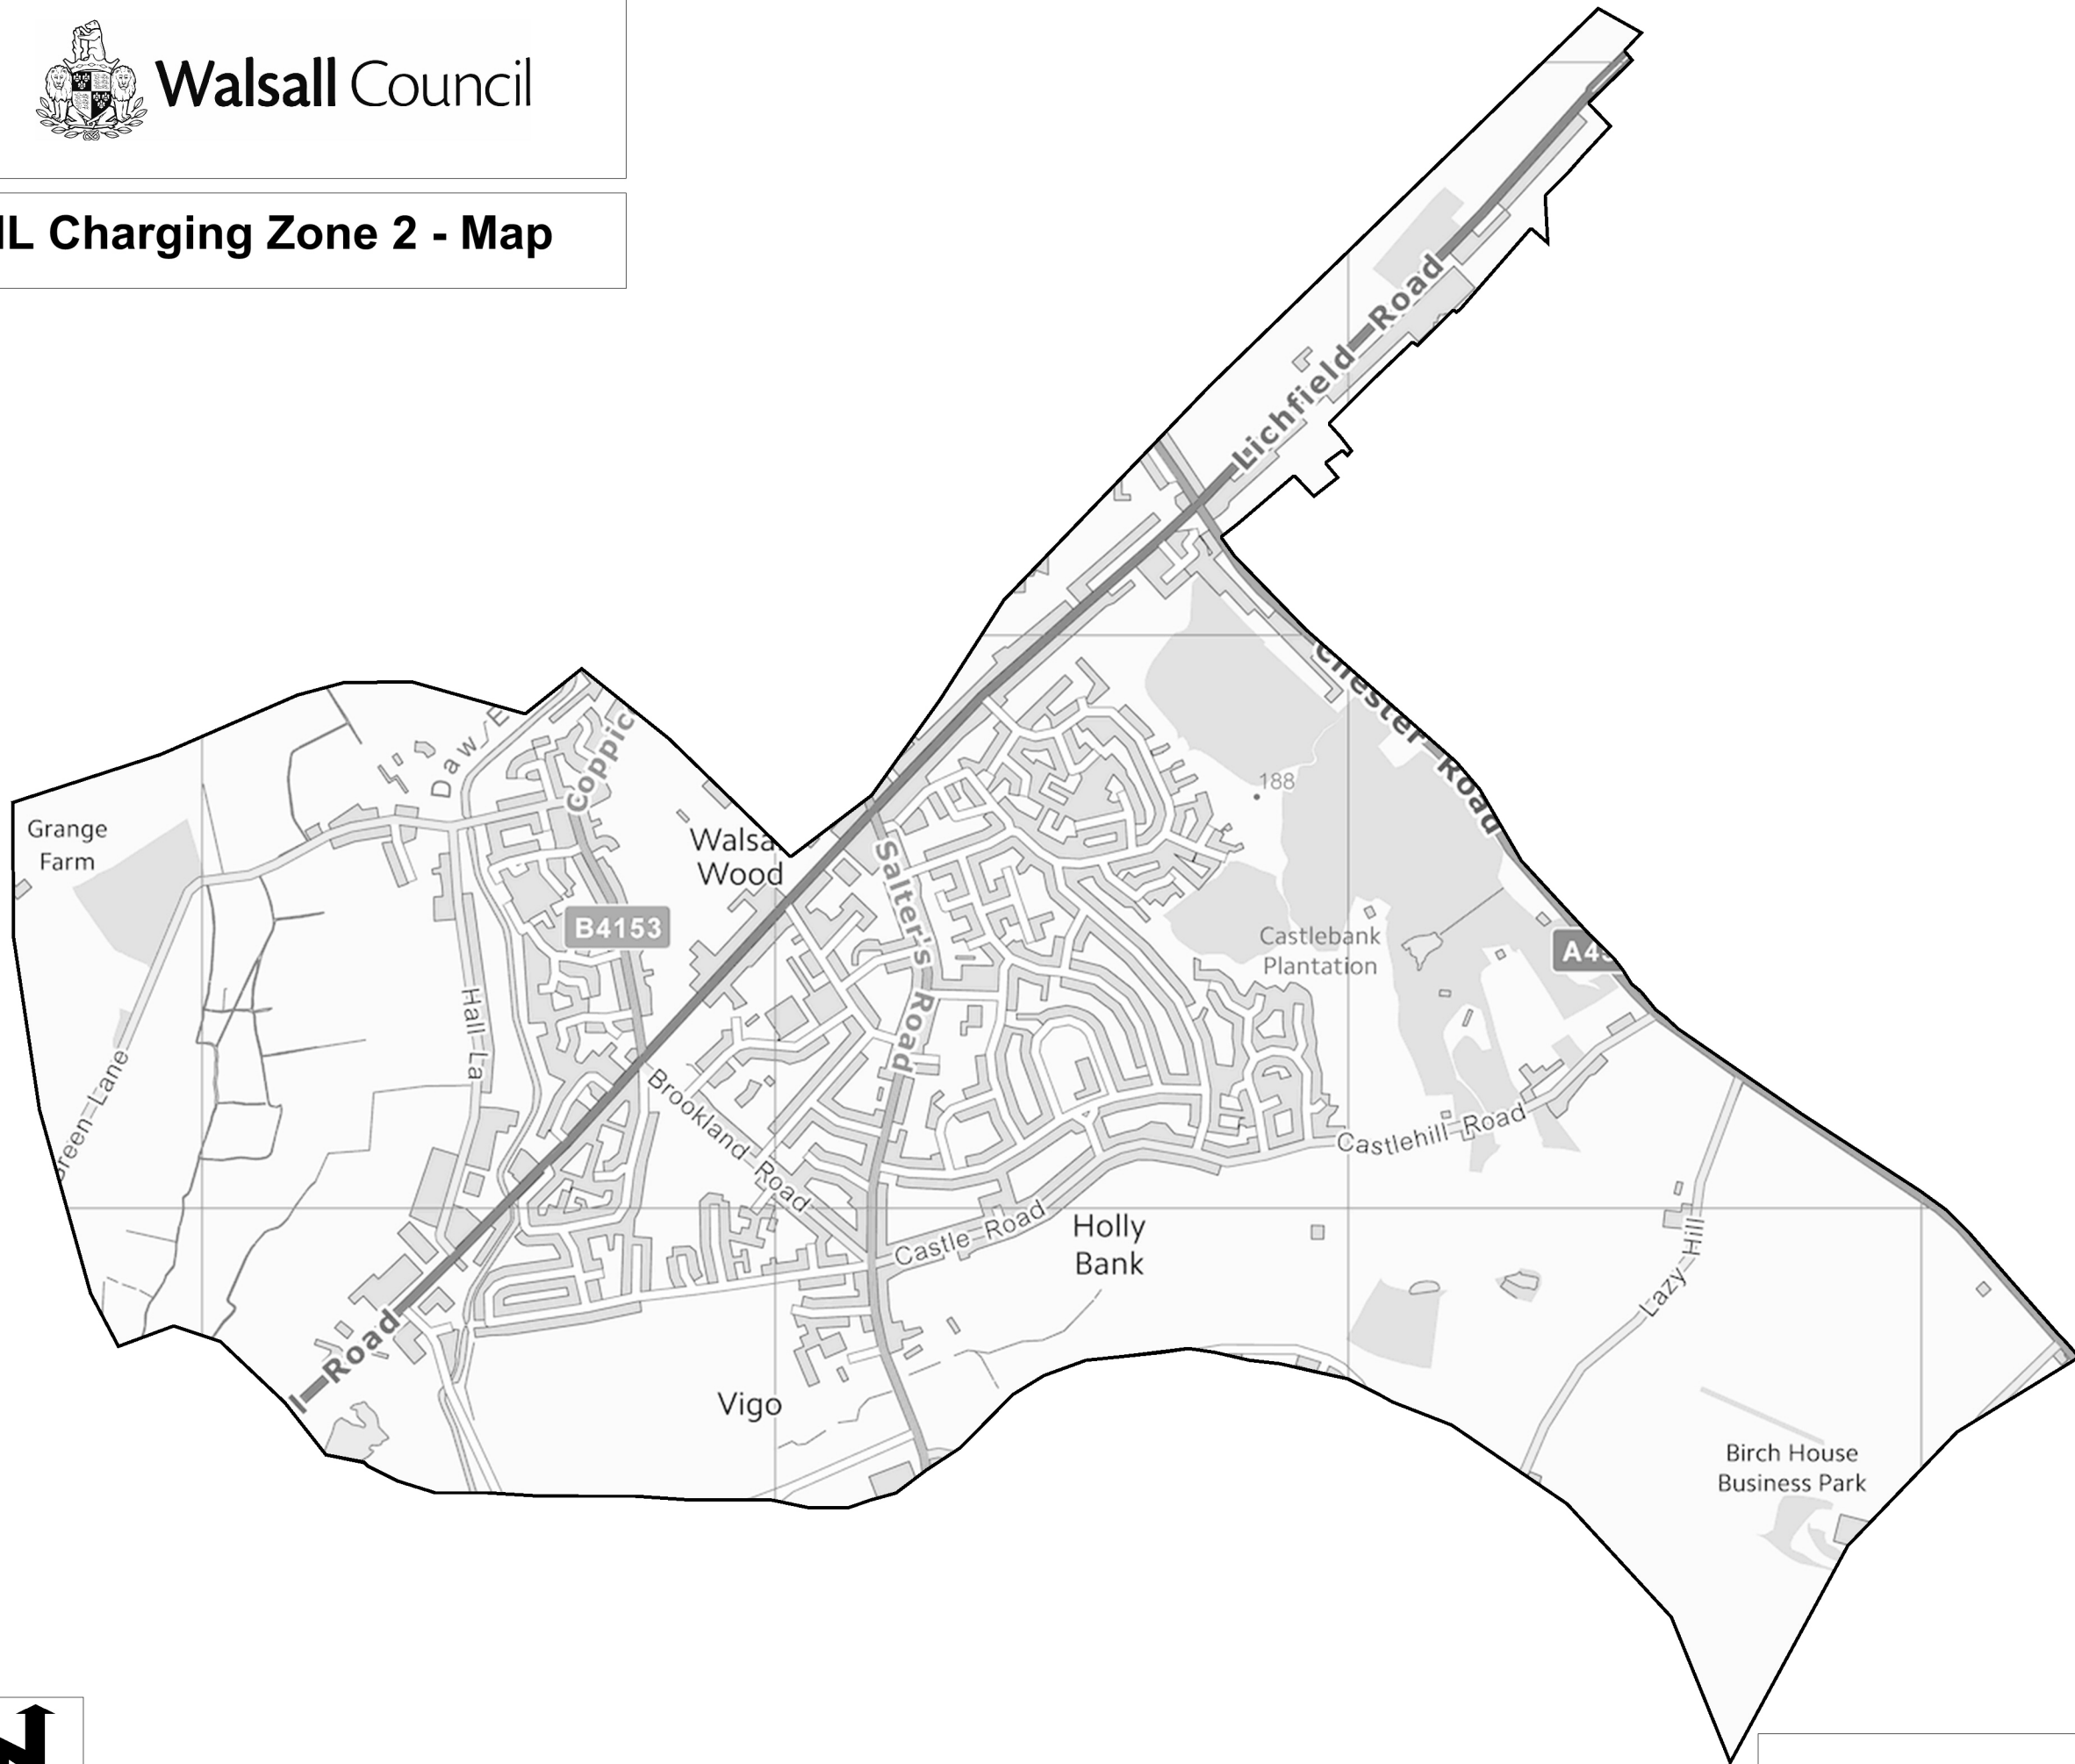 Walsall Council
IL Charging Zone 2 - Map
Lichfield Road
Chester Road
Daw E
Coppic
188
Grange
Farm
Walsa
Wood
Salter's Road
B4153
Castlebank
Plantation
A45
Hall La
reen Lane
Brookland Road
Castlehill Road
Castle Road
Holly
Bank
Lazy Hill
l Road
Vigo
Birch House
Business Park